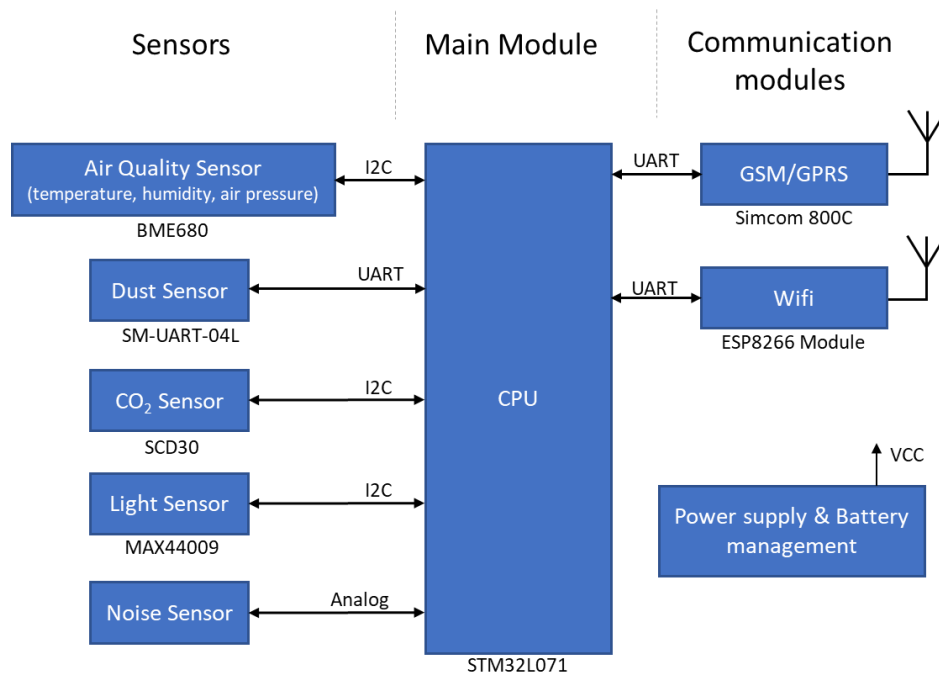 Sensors
Main Module
Communication
modules
Air Quality Sensor
(temperature, humidity, air pressure)
BME680
I2C
Dust Sensor
SM-UART-04L
UART
CO₂ Sensor
SCD30
I2C
Light Sensor
MAX44009
I2C
Noise Sensor
Analog
CPU
STM32L071
UART
GSM/GPRS
Simcom 800C
UART
Wifi
ESP8266 Module
VCC
Power supply & Battery
management